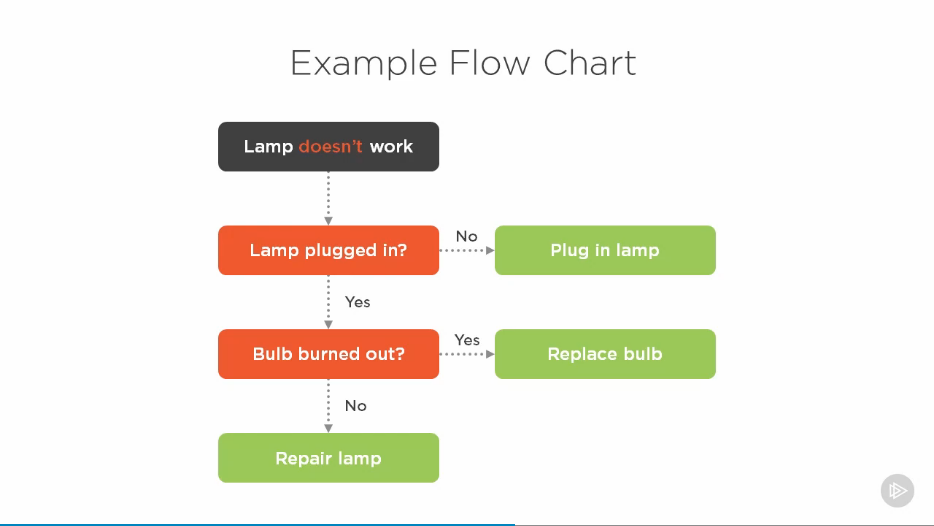 Example Flow Chart
Lamp doesn't work
Lamp plugged in?
No
Plug in lamp
Yes
Bulb burned out?
Yes
Replace bulb
No
Repair lamp